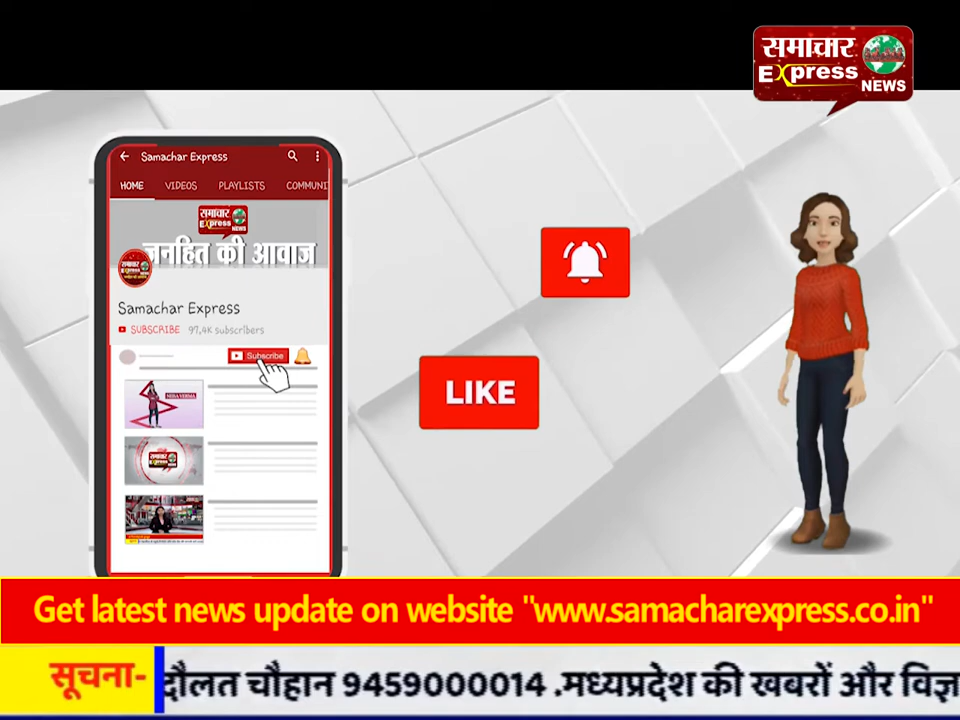 समाचार
Express
NEWS
Samachar Express
HOME VIDEOS PLAYLISTS COMMUNI
समाचार
Express
NEWS
जनहित की आवाज
Samachar Express
SUBSCRIBE 97.4K subscribers
Subscribe
LIKE
Get latest news update on website "www.samacharexpress.co.in"
सूचना- दौलत चौहान 9459000014 .मध्यप्रदेश की खबरों और विज्ञ